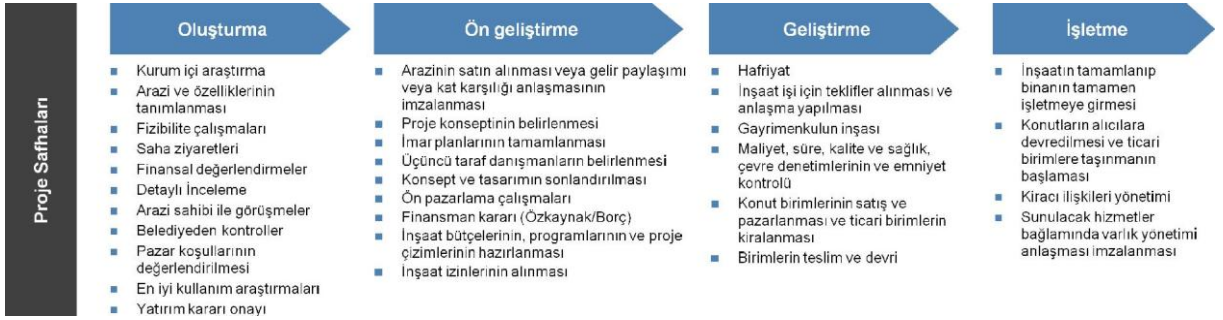 Proje Safhaları
Oluşturma
Kurum içi araştırma
Arazi ve özelliklerinin
tanımlanması
Fizibilite çalışmaları
Saha ziyaretleri
Finansal değerlendirmeler
Detaylı İnceleme
Arazi sahibi ile görüşmeler
Belediyeden kontroller
Pazar koşullarının
değerlendirilmesi
En iyi kullanım araştırmaları
Yatırım kararı onayı
Ön geliştirme
Arazinin satın alınması veya gelir paylaşımı
veya kat karşılığı anlaşmasının
imzalanması
Proje konseptinin belirlenmesi
İmar planlarının tamamlanması
Üçüncü taraf danışmanların belirlenmesi
Konsept ve tasarımın sonlandırılması
Ön pazarlama çalışmaları
Finansman kararı (Özkaynak/Borç)
İnşaat bütçelerinin, programlarının ve proje
çizimlerinin hazırlanması
İnşaat izinlerinin alınması
Geliştirme
Hafriyat
İnşaat işi için teklifler alınması ve
anlaşma yapılması
Gayrimenkulun inşası
Maliyet, süre, kalite ve sağlık,
çevre denetimlerinin ve emniyet
kontrolü
Konut birimlerinin satış ve
pazarlanması ve ticari birimlerin
kiralanması
Birimlerin teslim ve devri
İşletme
İnşaatın tamamlanıp
binanın tamamen
işletmeye girmesi
Konutların alıcılara
devredilmesi ve ticari
birimlere taşınmanın
başlaması
Kiracı ilişkileri yönetimi
Sunulacak hizmetler
bağlamında varlık yönetimi
anlaşması imzalanması